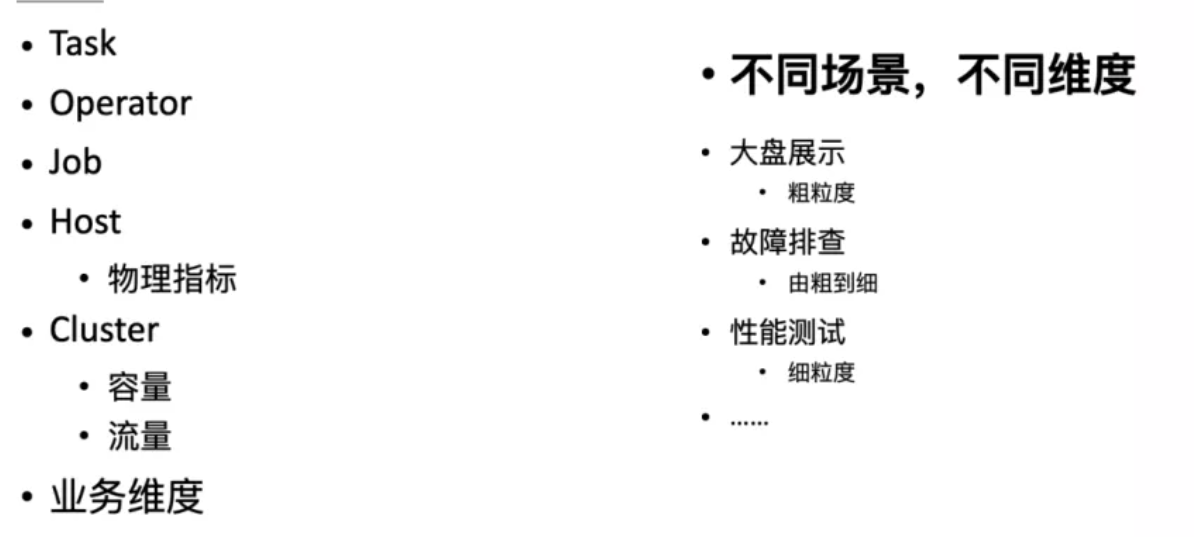 • Task
• Operator
• Job
• Host
• 物理指标
• Cluster
• 容量
• 流量
• 业务维度
• 不同场景，不同维度
• 大盘展示
• 粗粒度
• 故障排查
• 由粗到细
• 性能测试
• 细粒度
• ......